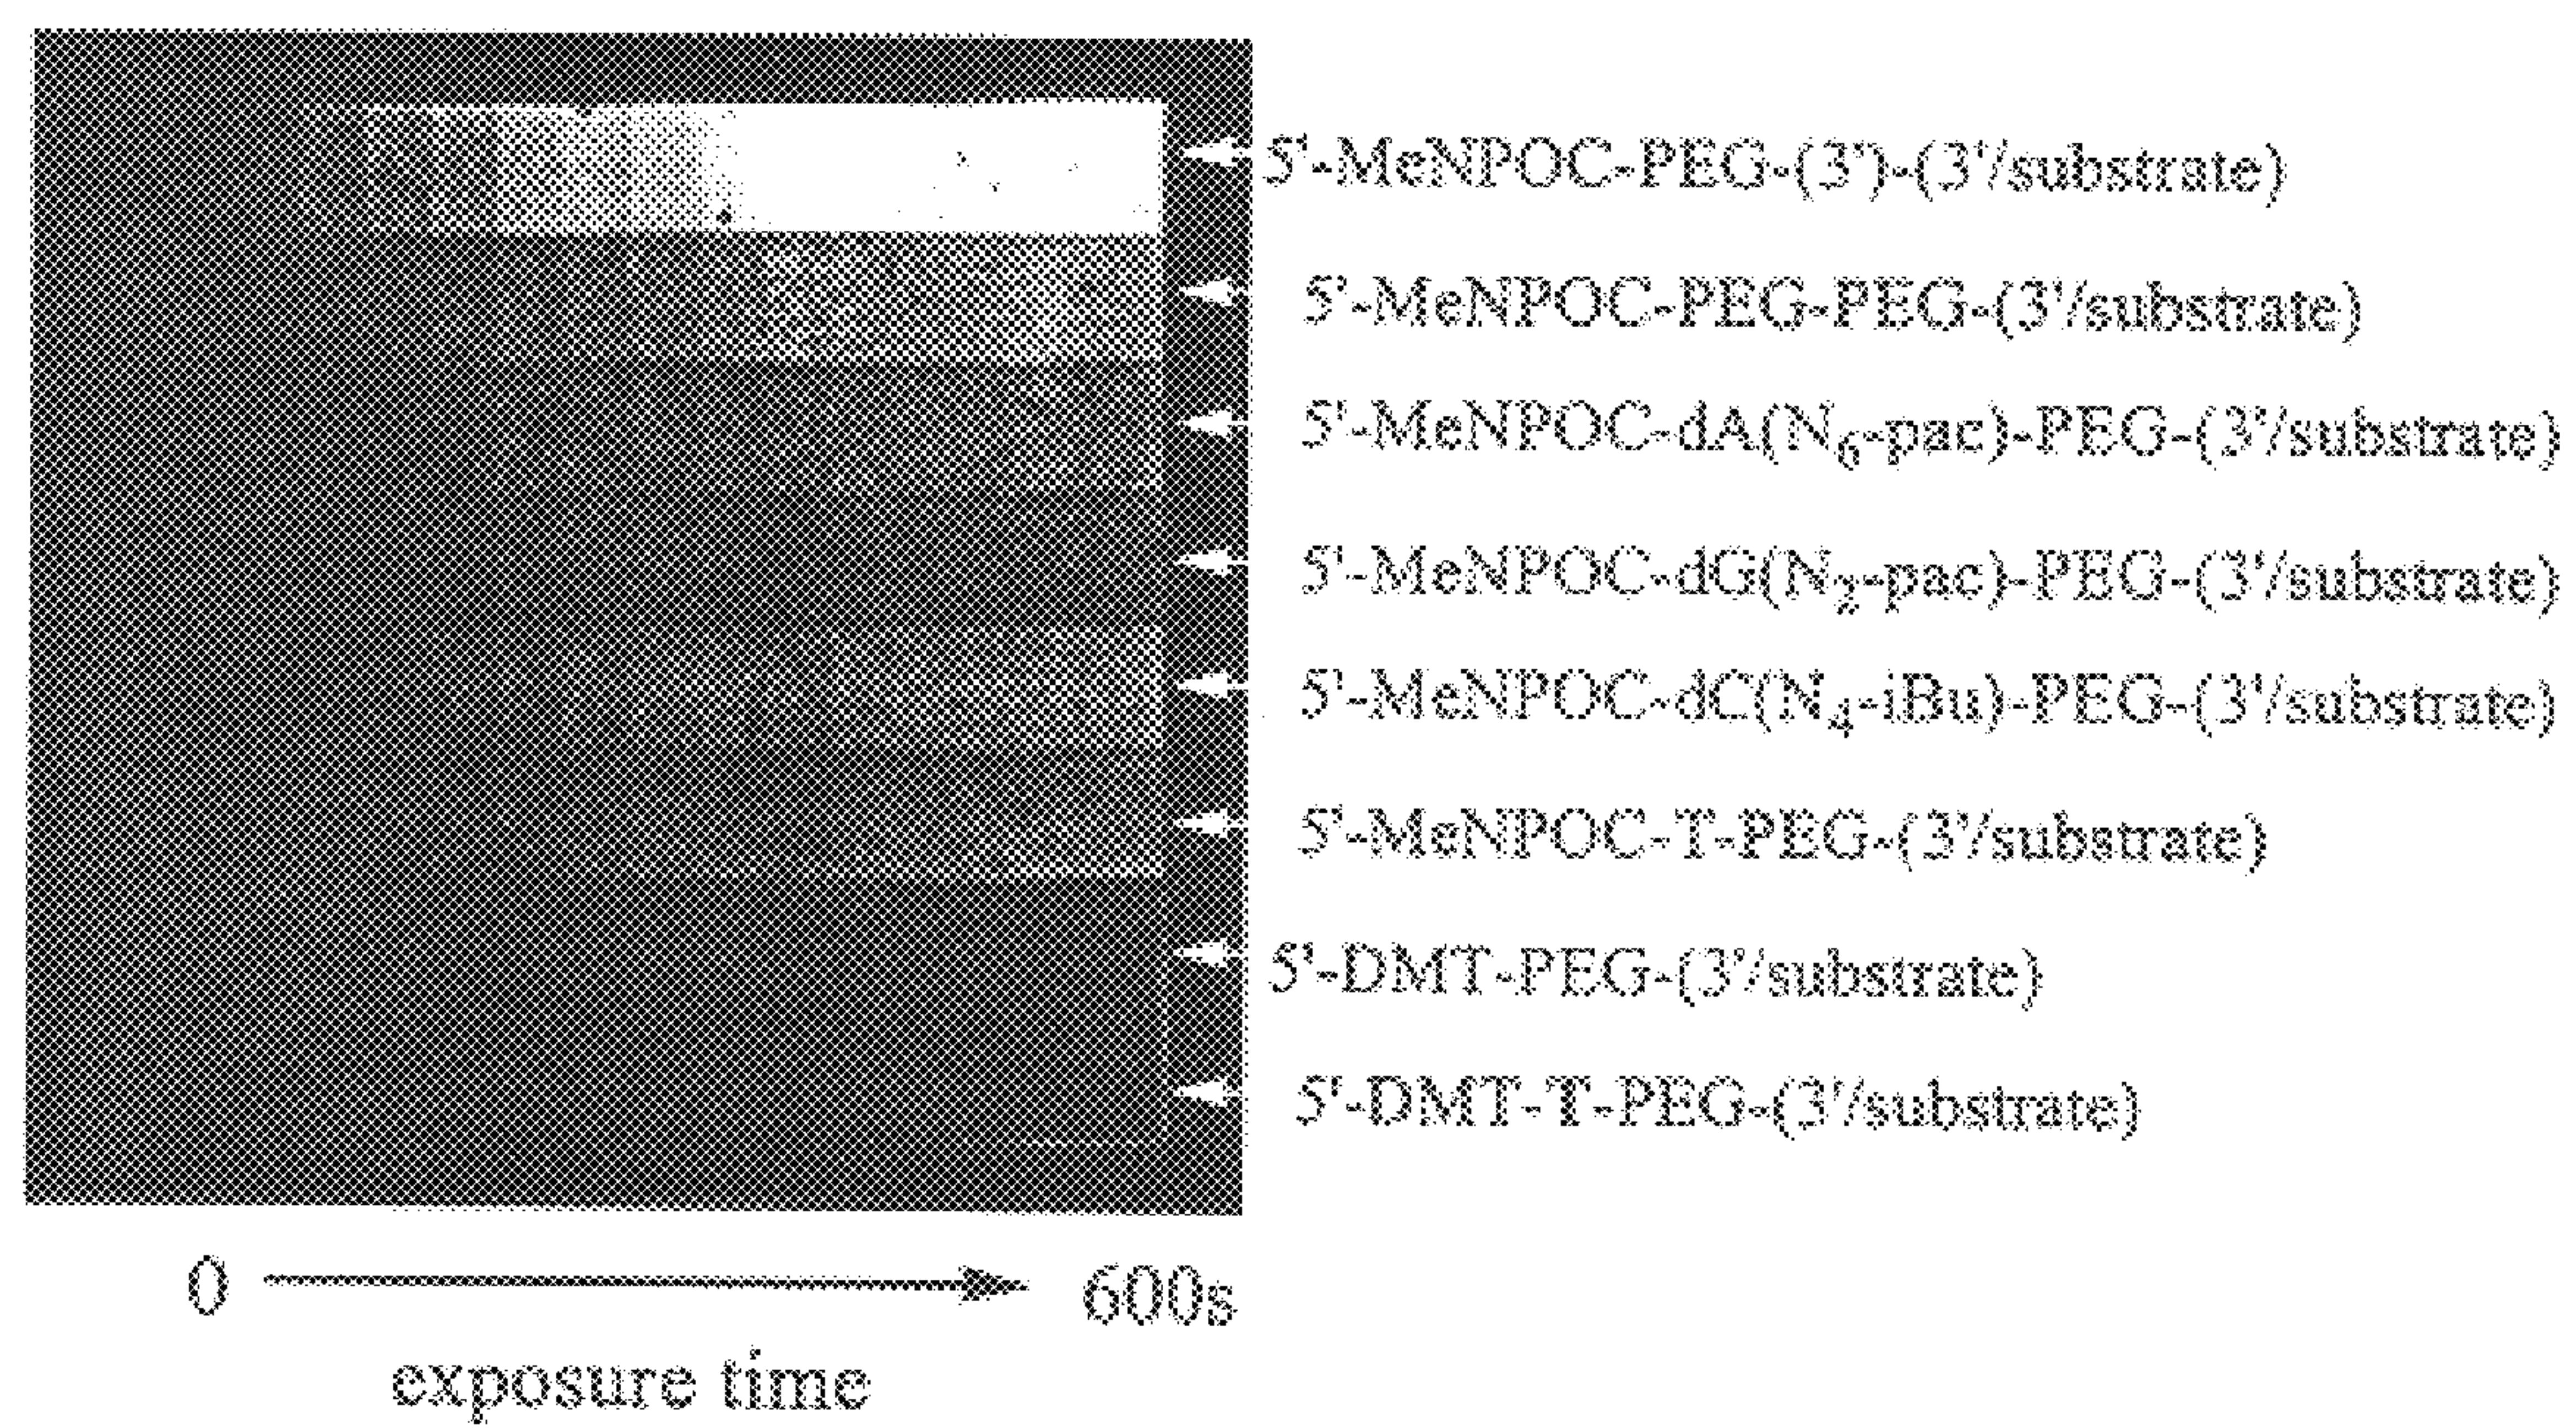 5'-MeNPOC-PEG-(3')-(3'/substrate)
5'-MeNPOC-PEG-PEG-(3'/substrate)
5'-MeNPOC-dA(N₆-pac)-PEG-(3'/substrate)
5'-MeNPOC-dG(N₂-pac)-PEG-(3'/substrate)
5'-MeNPOC-dC(N₄-iBu)-PEG-(3'/substrate)
5'-MeNPOC-T-PEG-(3'/substrate)
5'-DMT-PEG-(3'/substrate)
5'-DMT-T-PEG-(3'/substrate)
0 600s
exposure time